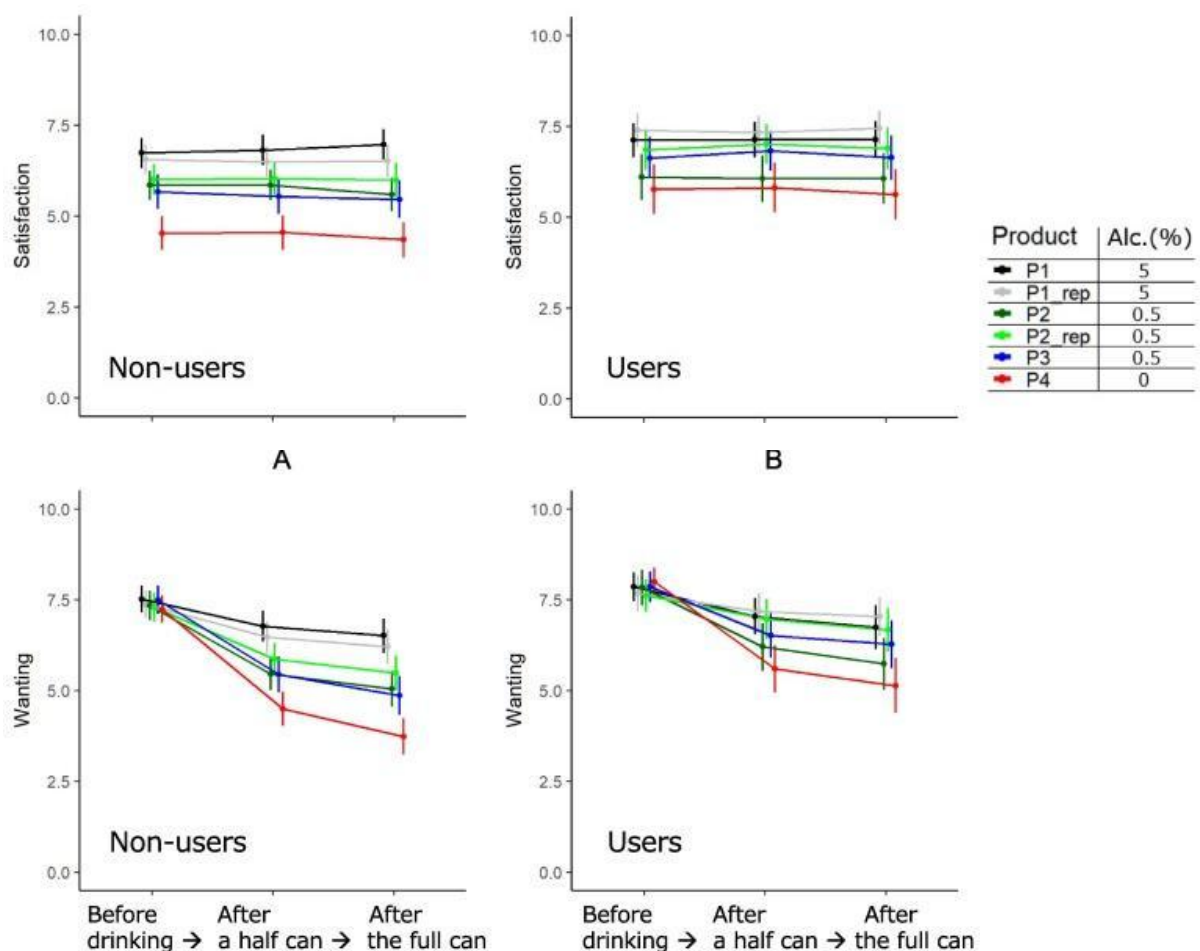 10.0
7.5
5.0
2.5
0.0
Satisfaction
Non-users
A
10.0
7.5
5.0
2.5
0.0
Satisfaction
Users
B
Product Alc.(%)
P1 5
P1_rep 5
P2 0.5
P2_rep 0.5
P3 0.5
P4 0
10.0
7.5
5.0
2.5
0.0
Wanting
Non-users
Before After After
drinking → a half can → the full can
10.0
7.5
5.0
2.5
0.0
Wanting
Users
Before After After
drinking → a half can → the full can